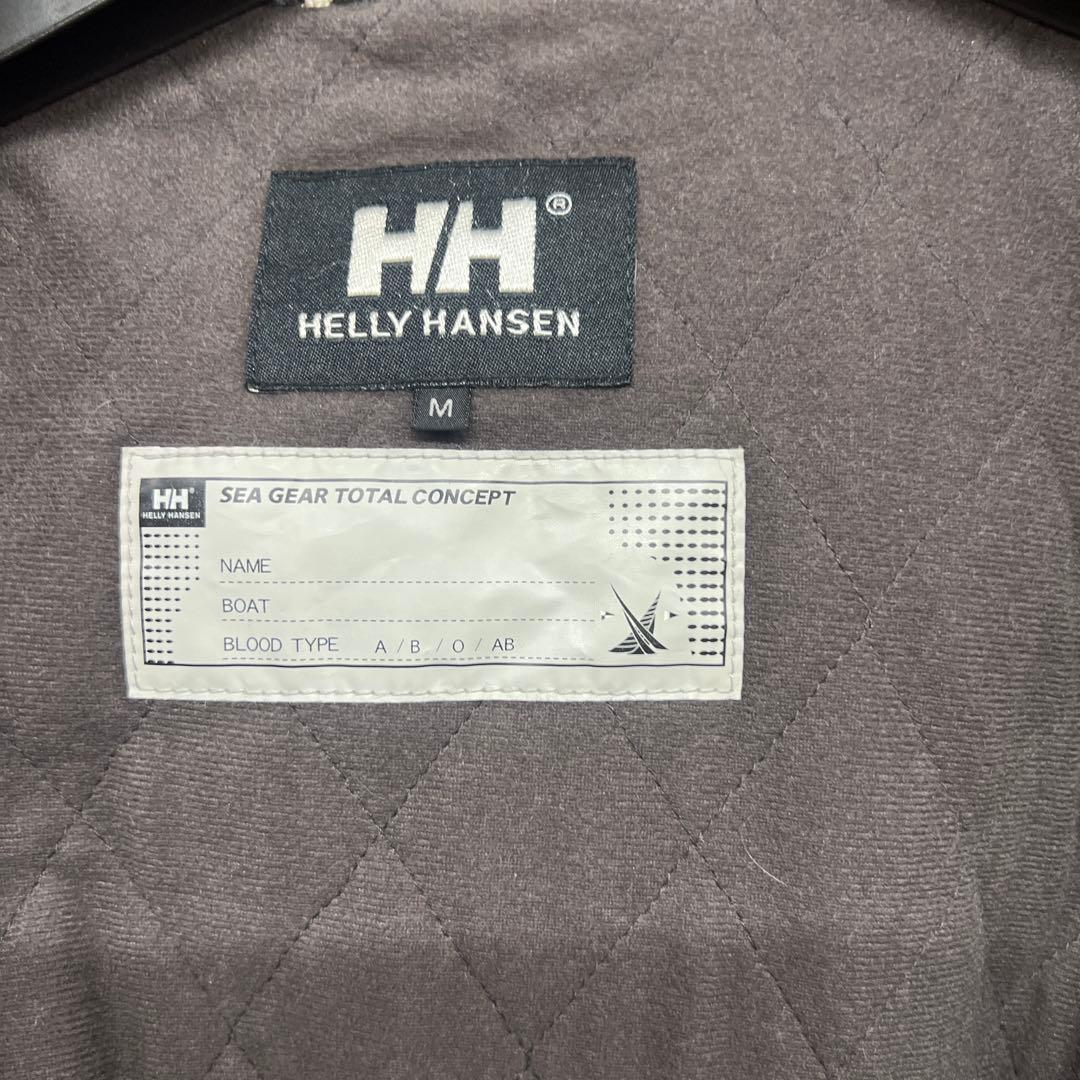 HH®
HELLY HANSEN
M
HH®
HELLY HANSEN
SEA GEAR TOTAL CONCEPT
NAME
BOAT
BLOOD TYPE A / B / O / AB